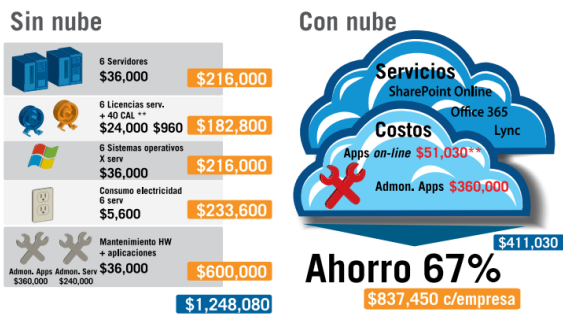 Sin nube
6 Servidores
$36,000
$216,000
6 Licencias serv.
+ 40 CAL **
$24,000 $960
$182,800
6 Sistemas operativos
X serv
$36,000
$216,000
Consumo electricidad
6 serv
$5,600
$233,600
Mantenimiento HW
+ aplicaciones
$36,000
Admon. Apps Admon. Serv
$360,000 $240,000
$600,000
$1,248,080
Con nube
Servicios
SharePoint Online
Office 365
Lync
Costos
Apps on-line $51,030**
Admon. Apps $360,000
$411,030
Ahorro 67%
$837,450 c/empresa